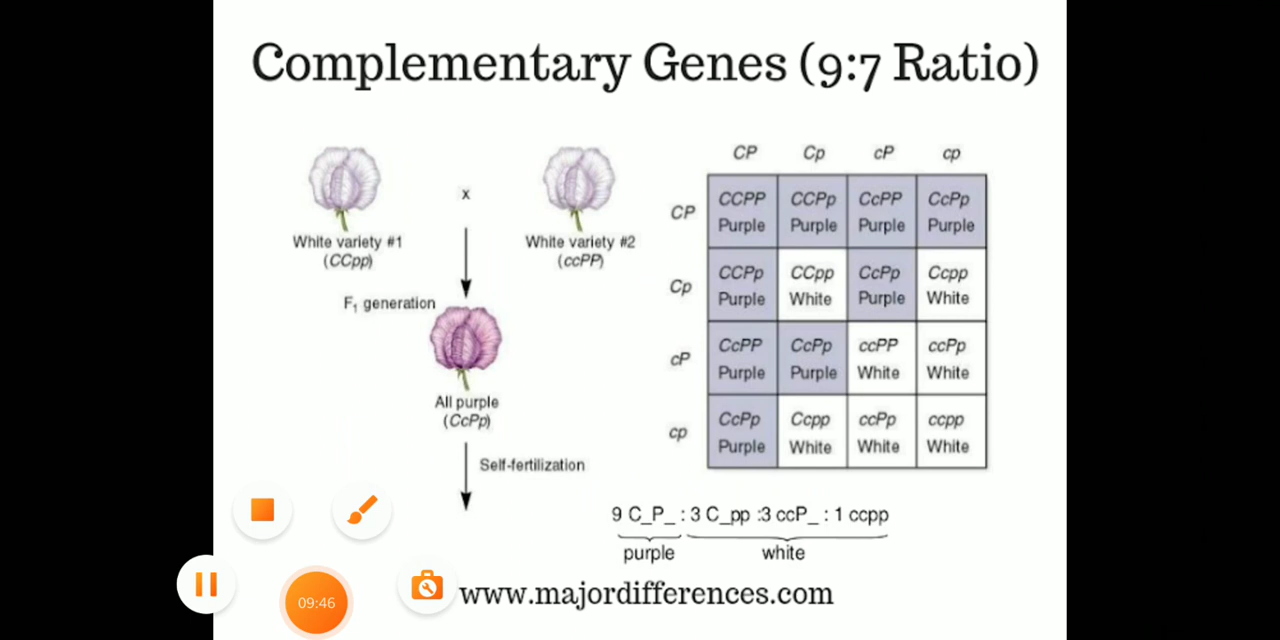 Complementary Genes (9:7 Ratio)
x
White variety #1
(CCpp)
White variety #2
(ccPP)
F₁ generation
All purple
(CcPp)
Self-fertilization
CP Cp cP cp
CP CCPP CCPp CcPP CcPp
Purple Purple Purple Purple
Cp CCPp CCpp CcPp Ccpp
Purple White Purple White
cP CcPP CcPp ccPP ccPp
Purple Purple White White
cp CcPp Ccpp ccPp ccpp
Purple White White White
9 C_P_ : 3 C_pp :3 ccP_ : 1 ccpp
purple white
www.majordifferences.com
09:46